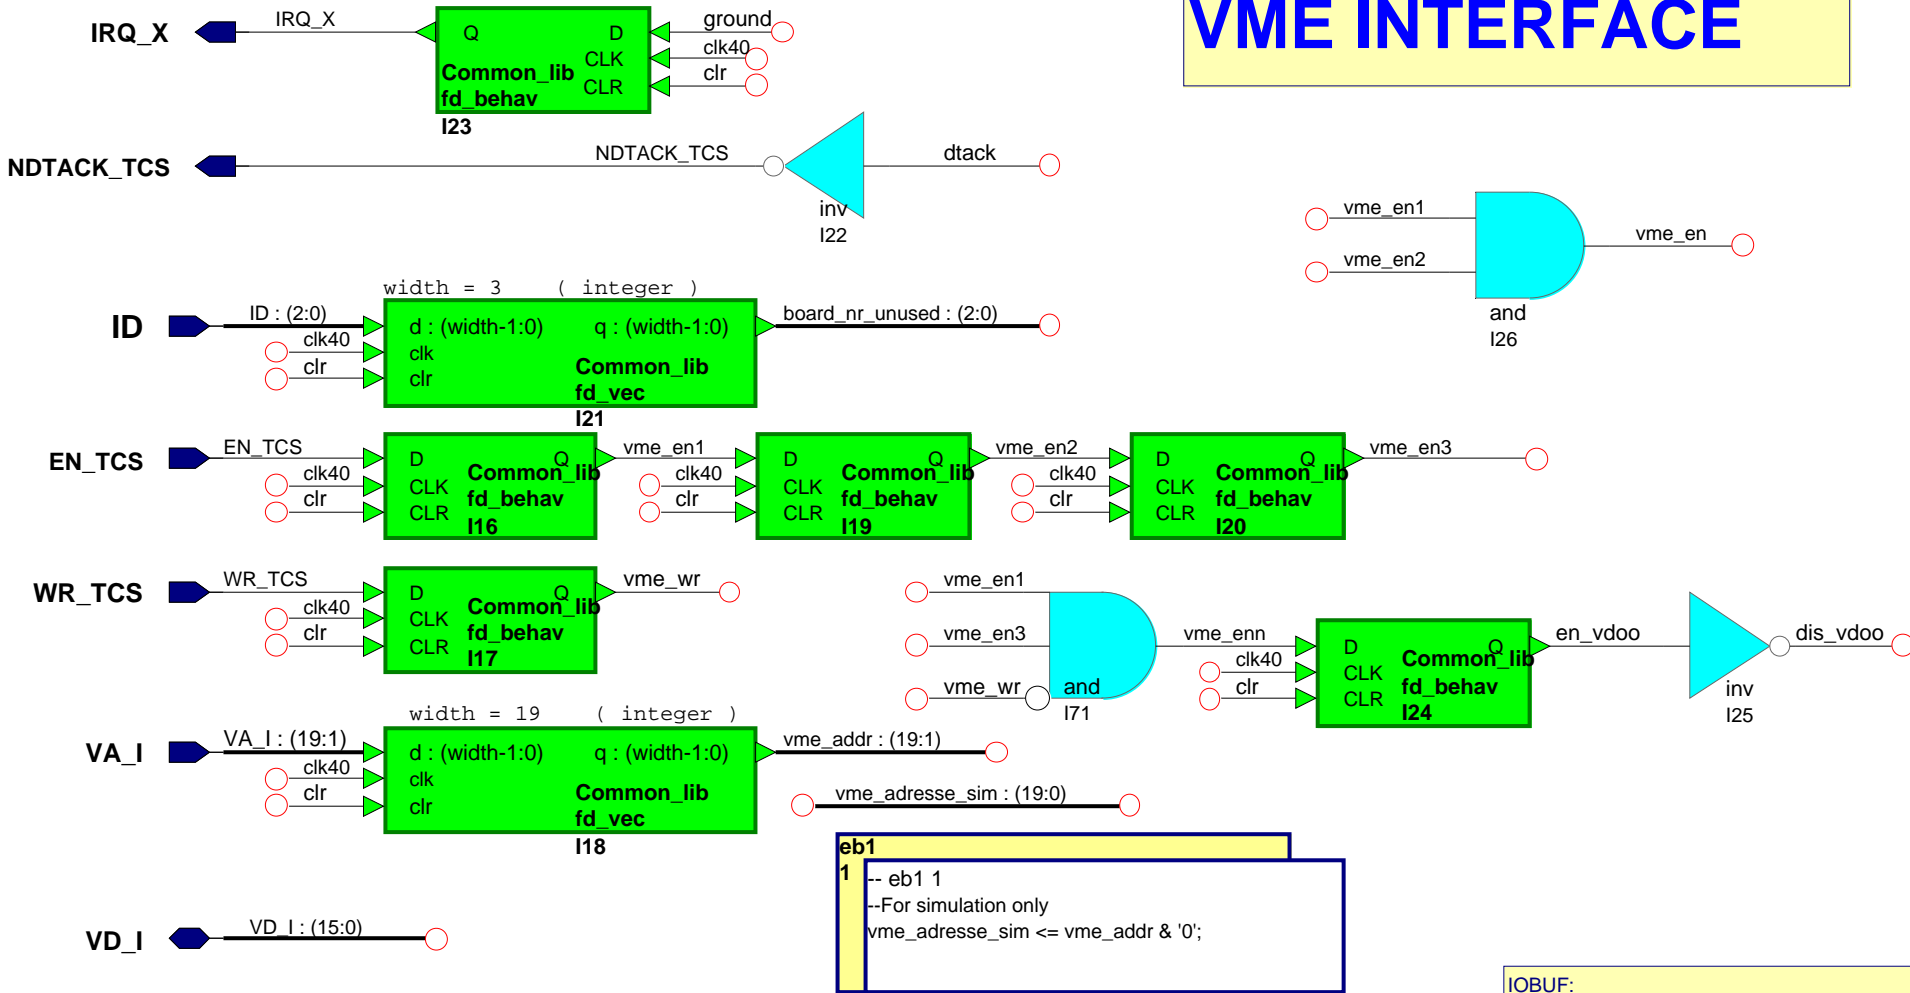 VME INTERFACE
IRQ_X
IRQ_X
Q
D
CLK
CLR
Common_lib
fd_behav
I23
ground
clk40
clr
NDTACK_TCS
NDTACK_TCS
dtack
inv
I22
vme_en1
vme_en2
vme_en
and
I26
width = 3 ( integer )
ID
ID : (2:0)
clk40
clr
d : (width-1:0)
q : (width-1:0)
clk
clr
Common_lib
fd_vec
I21
board_nr_unused : (2:0)
EN_TCS
EN_TCS
clk40
clr
D
Q
CLK
CLR
Common_lib
fd_behav
I16
vme_en1
clk40
clr
D
Q
CLK
CLR
Common_lib
fd_behav
I19
vme_en2
clk40
clr
D
Q
CLK
CLR
Common_lib
fd_behav
I20
vme_en3
WR_TCS
WR_TCS
clk40
clr
D
Q
CLK
CLR
Common_lib
fd_behav
I17
vme_wr
vme_en1
vme_en3
vme_wr
and
I71
vme_enn
clk40
clr
D
Q
CLK
CLR
Common_lib
fd_behav
I24
en_vdoo
inv
I25
dis_vdoo
width = 19 ( integer )
VA_I
VA_I : (19:1)
clk40
clr
d : (width-1:0)
q : (width-1:0)
clk
clr
Common_lib
fd_vec
I18
vme_addr : (19:1)
vme_adresse_sim : (19:0)
eb1
1
-- eb1 1
--For simulation only
vme_adresse_sim <= vme_addr & '0';
VD_I
VD_I : (15:0)
IOBUF: